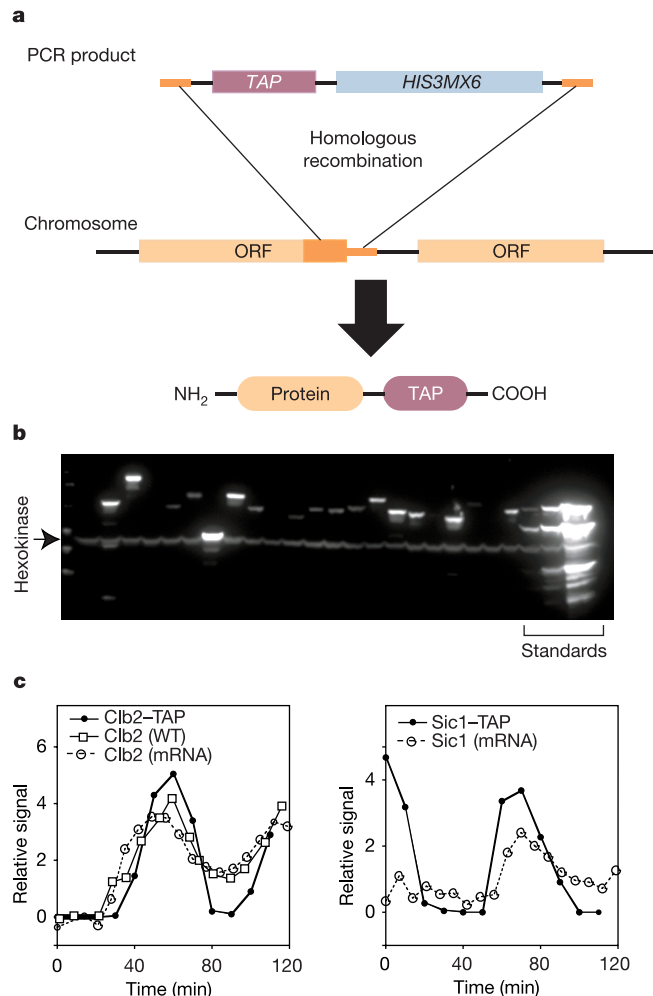 a
PCR product
TAP
HIS3MX6
Homologous
recombination
Chromosome
ORF
ORF
NH2
Protein
TAP
COOH
b
Hexokinase
Standards
c
Clb2–TAP
Clb2 (WT)
Clb2 (mRNA)
Relative signal
6
4
2
0
0
40
80
120
Time (min)
Sic1–TAP
Sic1 (mRNA)
Relative signal
4
2
0
0
40
80
120
Time (min)